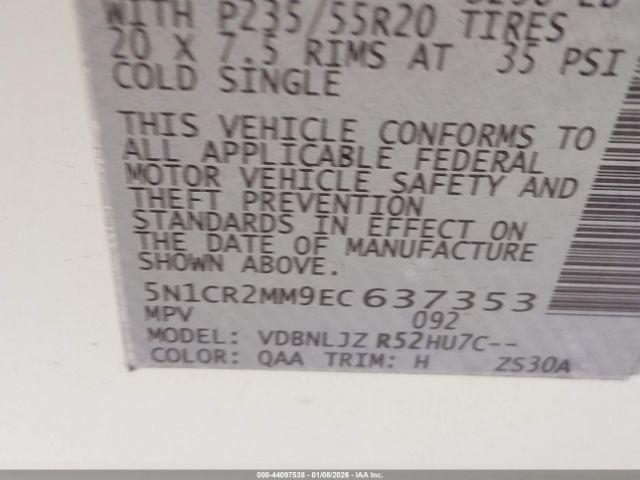 WITH P235/55R20 TIRES
20 X 7.5 RIMS AT 35 PSI
COLD SINGLE
THIS VEHICLE CONFORMS TO
ALL APPLICABLE FEDERAL
MOTOR VEHICLE SAFETY AND
THEFT PREVENTION
STANDARDS IN EFFECT ON
THE DATE OF MANUFACTURE
SHOWN ABOVE.
5N1CR2MM9EC637353
MPV 092
MODEL: VDBNLJZ R52HU7C--
COLOR: QAA TRIM: H ZS30A
000-44097538 - 01/08/2026 - IAA Inc.